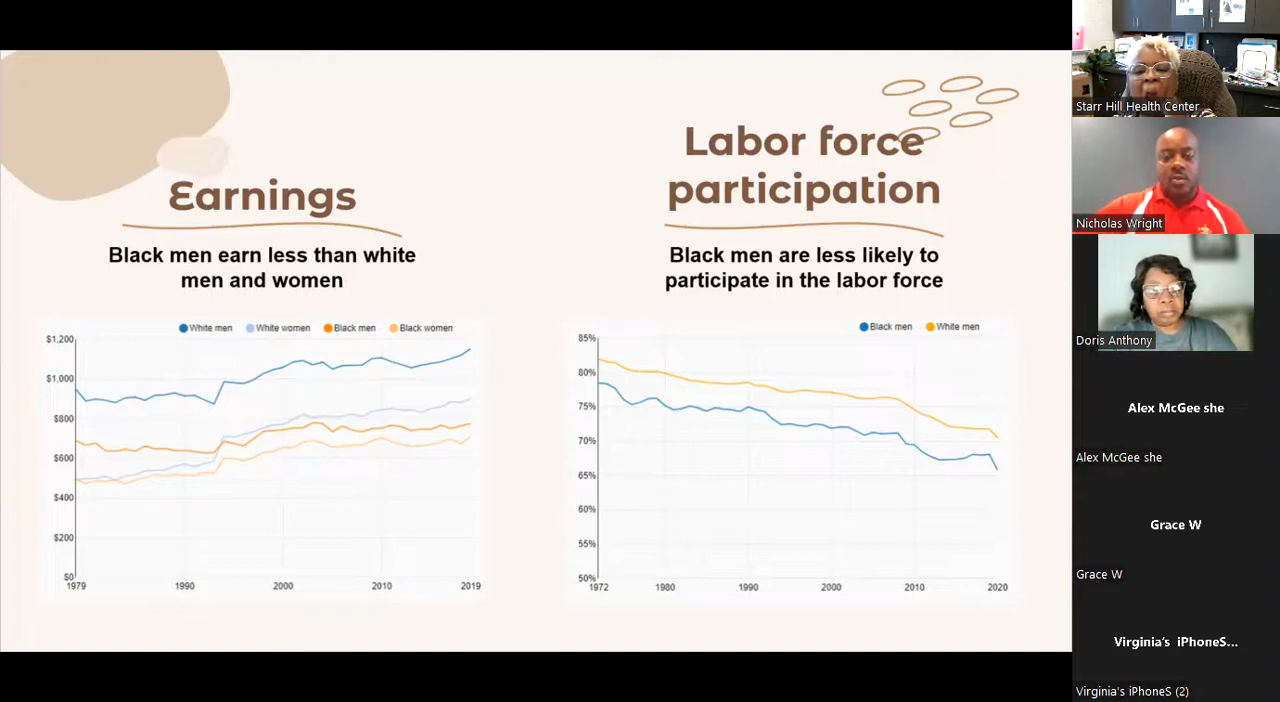 Earnings
Black men earn less than white
men and women
White men White women Black men Black women
$1,200
$1,000
$800
$600
$400
$200
$0
1979 1990 2000 2010 2019
Labor force
participation
Black men are less likely to
participate in the labor force
Black men White men
85%
80%
75%
70%
65%
60%
55%
50%
1972 1980 1990 2000 2010 2020
Starr Hill Health Center
Nicholas Wright
Doris Anthony
Alex McGee she
Alex McGee she
Grace W
Grace W
Virginia's iPhoneS...
Virginia's iPhoneS (2)